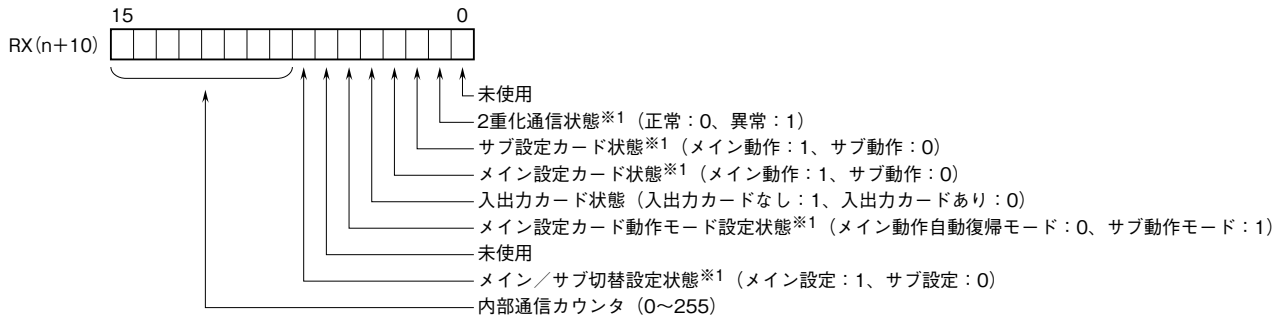 15 0
RX(n+10)
未使用
2重化通信状態※1（正常：0、異常：1）
サブ設定カード状態※1（メイン動作：1、サブ動作：0）
メイン設定カード状態※1（メイン動作：1、サブ動作：0）
入出力カード状態（入出力カードなし：1、入出力カードあり：0）
メイン設定カード動作モード設定状態※1（メイン動作自動復帰モード：0、サブ動作モード：1）
未使用
メイン／サブ切替設定状態※1（メイン設定：1、サブ設定：0）
内部通信カウンタ（0～255）